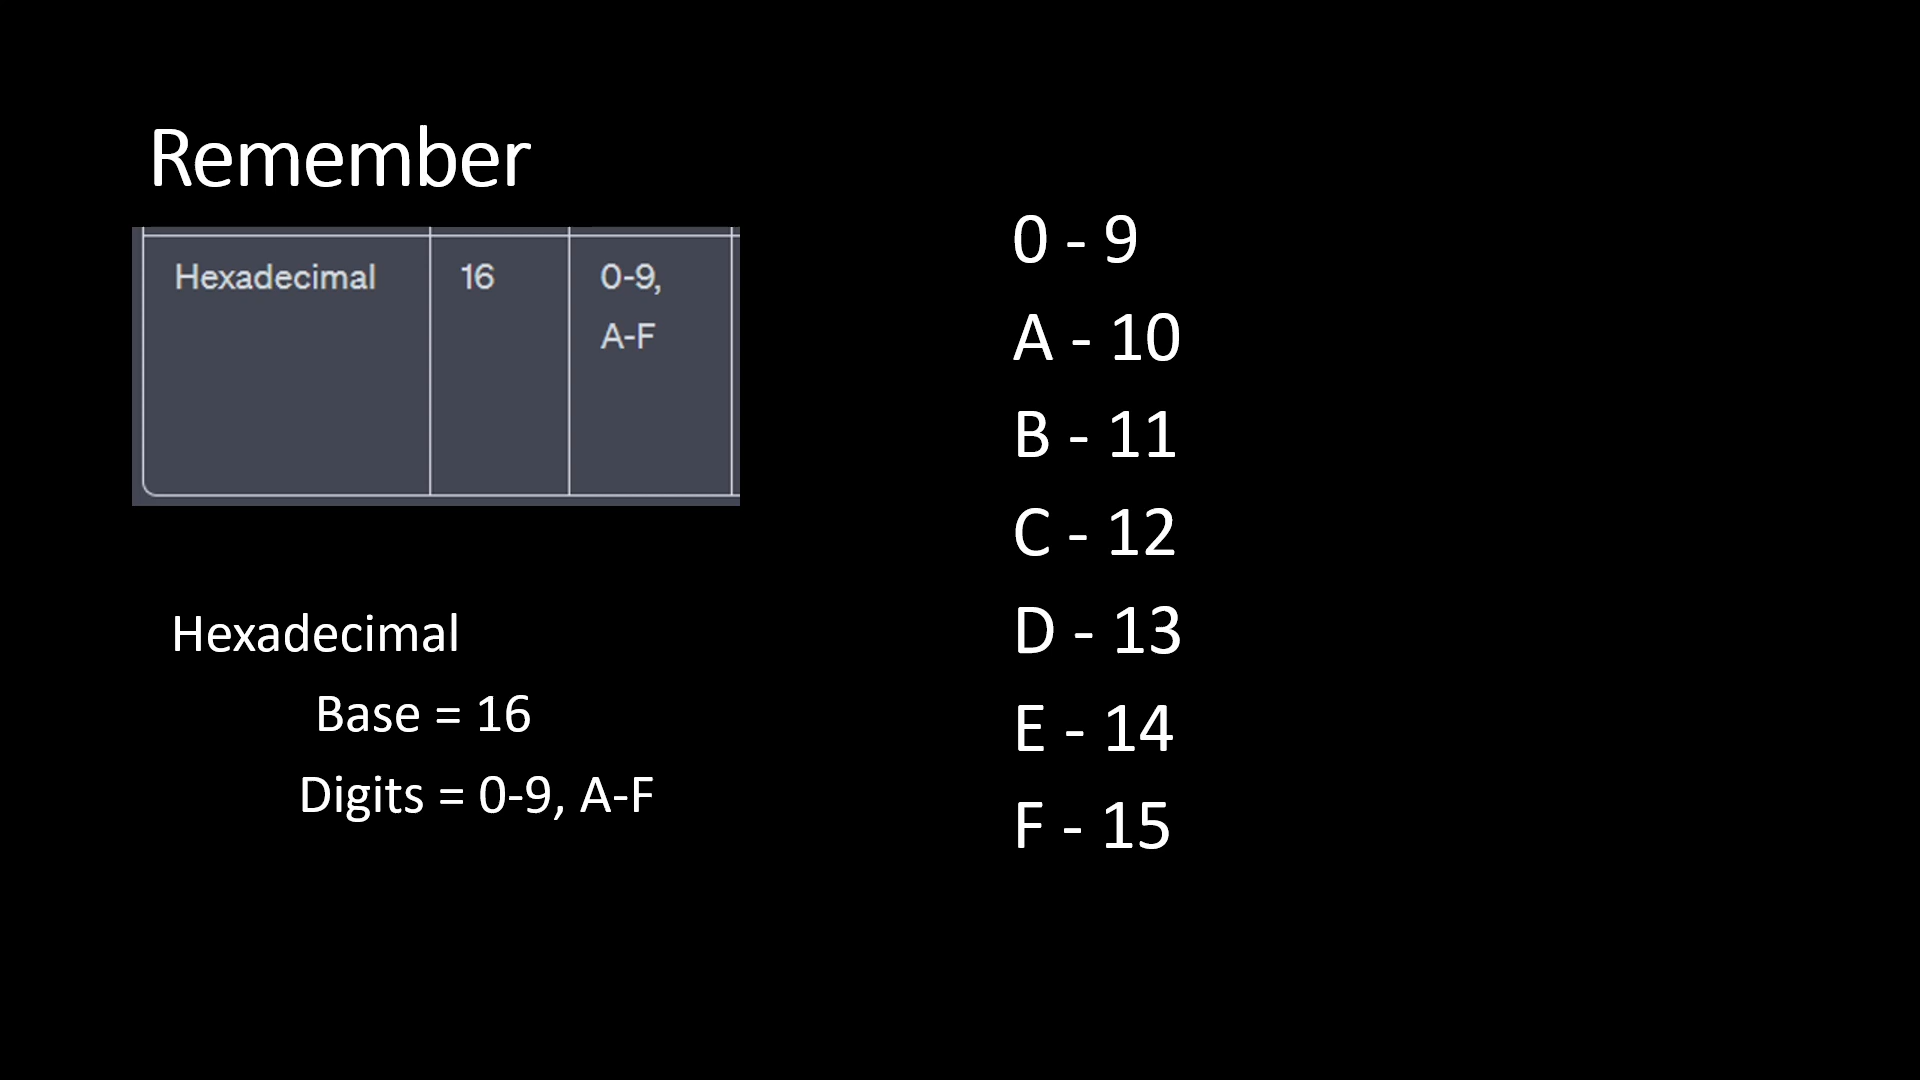 Remember
Hexadecimal 16 0-9,
A-F
Hexadecimal
Base = 16
Digits = 0-9, A-F
0 - 9
A - 10
B - 11
C - 12
D - 13
E - 14
F - 15